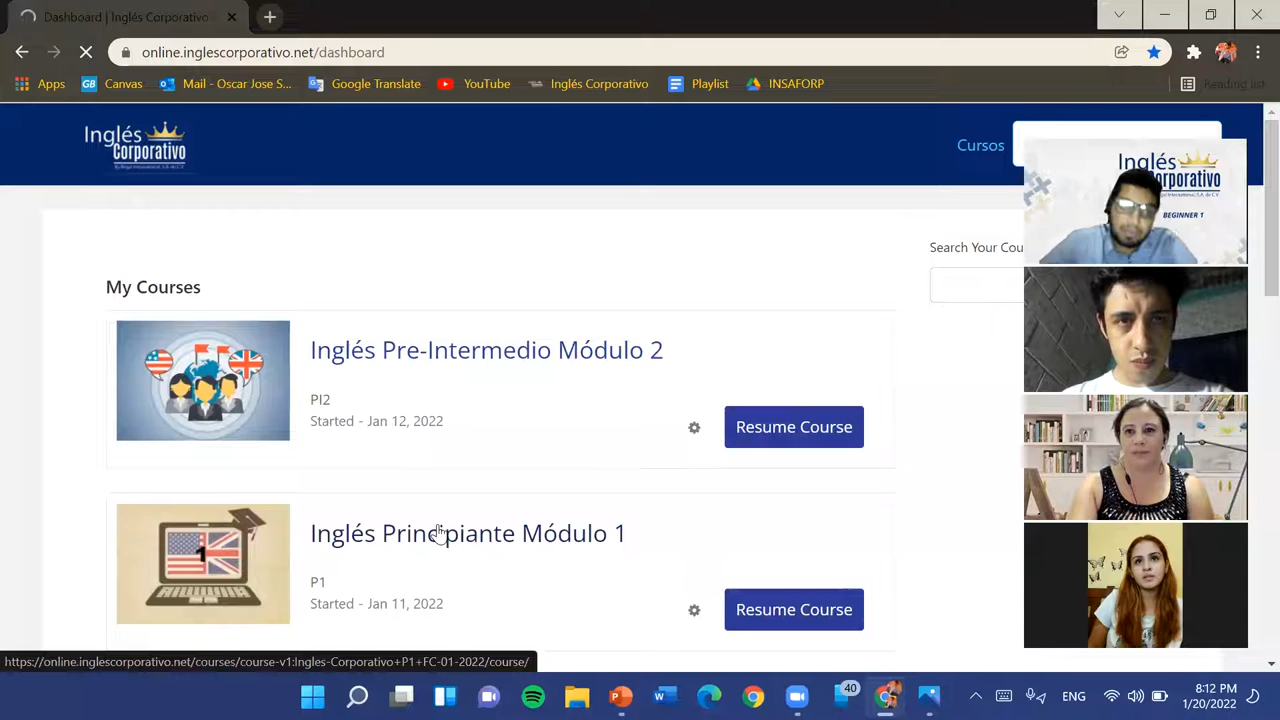 Dashboard | Inglés Corporativo
online.inglescorporativo.net/dashboard
Apps
Canvas
Mail - Oscar Jose S...
Google Translate
YouTube
Inglés Corporativo
Playlist
INSAFORP
Reading list
Inglés
Corporativo
Cursos
Inglés
BEGINNER 1
Search Your Cou
My Courses
Inglés Pre-Intermedio Módulo 2
PI2
Started - Jan 12, 2022
Resume Course
1
Inglés Principiante Módulo 1
P1
Started - Jan 11, 2022
Resume Course
https://online.inglescorporativo.net/courses/course-v1:Ingles-Corporativo+P1+FC-01-2022/course/
40
ENG
8:12 PM
1/20/2022